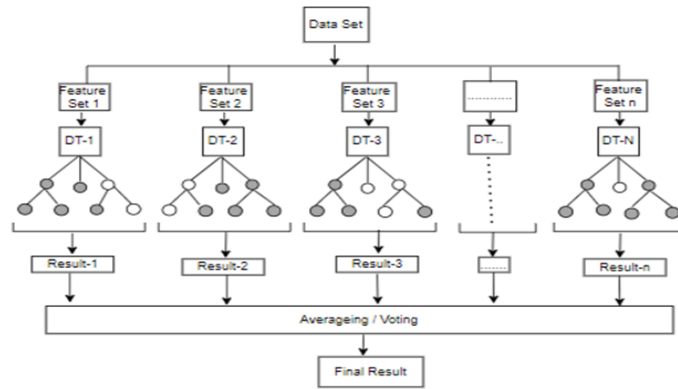 Data Set
Feature
Set 1
Feature
Set 2
Feature
Set 3
............
Feature
Set n
DT-1
DT-2
DT-3
DT-..
DT-N
Result-1
Result-2
Result-3
.......
Result-n
Averageing / Voting
Final Result